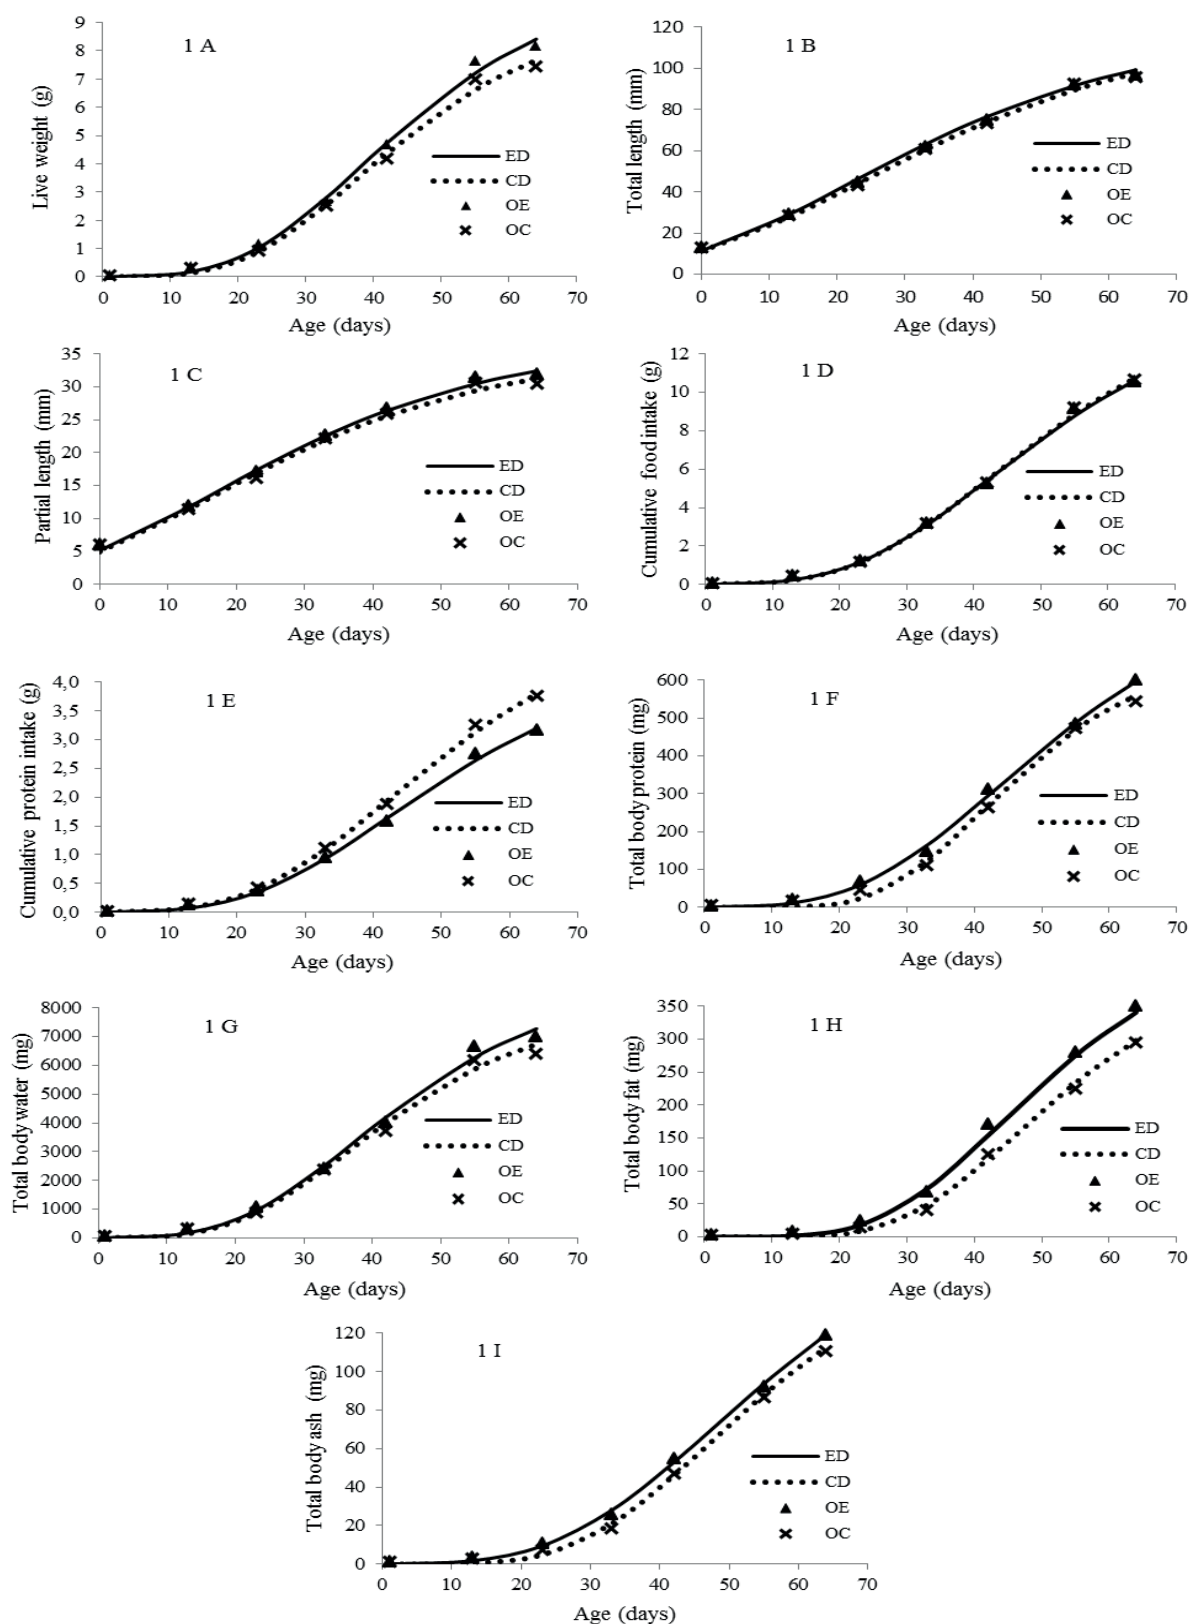 1 A
Live weight (g)
9
8
7
6
5
4
3
2
1
0
ED
CD
OE
OC
0 10 20 30 40 50 60 70
Age (days)
1 B
Total length (mm)
120
100
80
60
40
20
0
ED
CD
OE
OC
0 10 20 30 40 50 60 70
Age (days)
1 C
Partial length (mm)
35
30
25
20
15
10
5
0
ED
CD
OE
OC
0 10 20 30 40 50 60 70
Age (days)
1 D
Cumulative food intake (g)
12
10
8
6
4
2
0
ED
CD
OE
OC
0 10 20 30 40 50 60 70
Age (days)
1 E
Cumulative protein intake (g)
4,0
3,5
3,0
2,5
2,0
1,5
1,0
0,5
0,0
ED
CD
OE
OC
0 10 20 30 40 50 60 70
Age (days)
1 F
Total body protein (mg)
600
500
400
300
200
100
0
ED
CD
OE
OC
0 10 20 30 40 50 60 70
Age (days)
1 G
Total body water (mg)
8000
7000
6000
5000
4000
3000
2000
1000
0
ED
CD
OE
OC
0 10 20 30 40 50 60 70
Age (days)
1 H
Total body fat (mg)
350
300
250
200
150
100
50
0
ED
CD
OE
OC
0 10 20 30 40 50 60 70
Age (days)
1 I
Total body ash (mg)
120
100
80
60
40
20
0
ED
CD
OE
OC
0 10 20 30 40 50 60 70
Age (days)